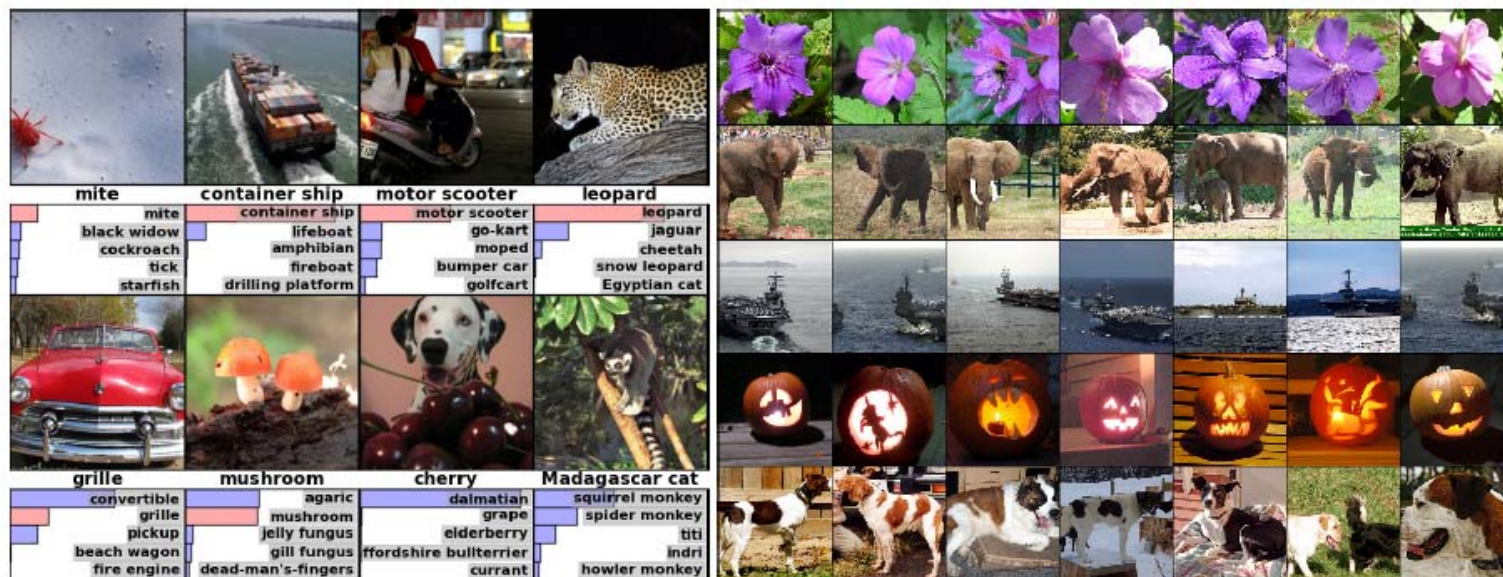 mite
container ship
motor scooter
leopard
mite
black widow
cockroach
tick
starfish
container ship
lifeboat
amphibian
fireboat
drilling platform
motor scooter
go-kart
moped
bumper car
golfcart
leopard
jaguar
cheetah
snow leopard
Egyptian cat
grille
mushroom
cherry
Madagascar cat
convertible
grille
pickup
beach wagon
fire engine
agaric
mushroom
jelly fungus
gill fungus
dead-man's-fingers
dalmatian
grape
elderberry
ffordshire bullterrier
currant
squirrel monkey
spider monkey
titi
indri
howler monkey